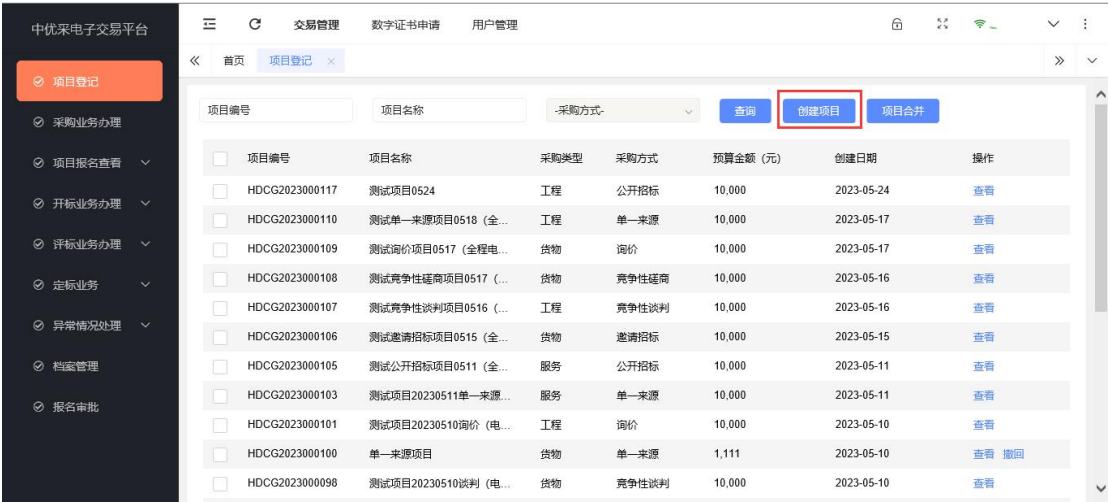 中优采电子交易平台
交易管理 数字证书申请 用户管理
首页 项目登记
项目登记
采购业务办理
项目报名查看
开标业务办理
评标业务办理
定标业务
异常情况处理
档案管理
报名审批
项目编号 项目名称 -采购方式- 查询 创建项目 项目合并
项目编号 项目名称 采购类型 采购方式 预算金额（元） 创建日期 操作
HDCG2023000117 测试项目0524 工程 公开招标 10,000 2023-05-24 查看
HDCG2023000110 测试单一来源项目0518（全... 工程 单一来源 10,000 2023-05-17 查看
HDCG2023000109 测试询价项目0517（全程电... 货物 询价 10,000 2023-05-17 查看
HDCG2023000108 测试竞争性磋商项目0517（... 货物 竞争性磋商 10,000 2023-05-16 查看
HDCG2023000107 测试竞争性谈判项目0516（... 工程 竞争性谈判 10,000 2023-05-16 查看
HDCG2023000106 测试邀请招标项目0515（全... 货物 邀请招标 10,000 2023-05-15 查看
HDCG2023000105 测试公开招标项目0511（全... 服务 公开招标 10,000 2023-05-11 查看
HDCG2023000103 测试项目20230511单一来源... 服务 单一来源 10,000 2023-05-11 查看
HDCG2023000101 测试项目20230510询价（电... 工程 询价 10,000 2023-05-10 查看
HDCG2023000100 单一来源项目 货物 单一来源 1,111 2023-05-10 查看 撤回
HDCG2023000098 测试项目20230510谈判（电... 货物 竞争性谈判 10,000 2023-05-10 查看